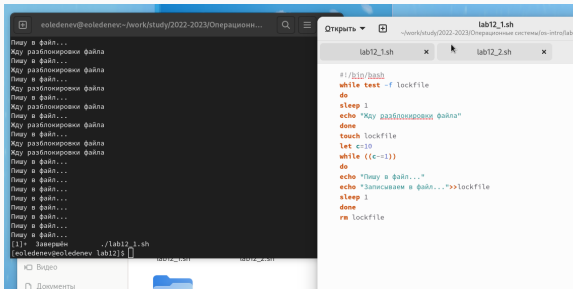 eoledenev@eoledenev:~/work/study/2022-2023/Операционн...
Пишу в файл...
Жду разблокировки файла
Пишу в файл...
Жду разблокировки файла
Пишу в файл...
Жду разблокировки файла
Пишу в файл...
Жду разблокировки файла
Пишу в файл...
Жду разблокировки файла
Пишу в файл...
Жду разблокировки файла
Жду разблокировки файла
Пишу в файл...
Пишу в файл...
Пишу в файл...
Пишу в файл...
Пишу в файл...
Пишу в файл...
Пишу в файл...
Пишу в файл...
Пишу в файл...
[1]+ Завершён ./lab12_1.sh
[eoledenev@eoledenev lab12]$
Видео
Документы
lab12_1.sh
lab12_2.sh
Открыть
lab12_1.sh
~/work/study/2022-2023/Операционные системы/os-intro/lab
lab12_1.sh ×
lab12_2.sh ×
#!/bin/bash
while test -f lockfile
do
sleep 1
echo "Жду разблокировки файла"
done
touch lockfile
let c=10
while ((c-=1))
do
echo "Пишу в файл..."
echo "Записываем в файл...">>lockfile
sleep 1
done
rm lockfile